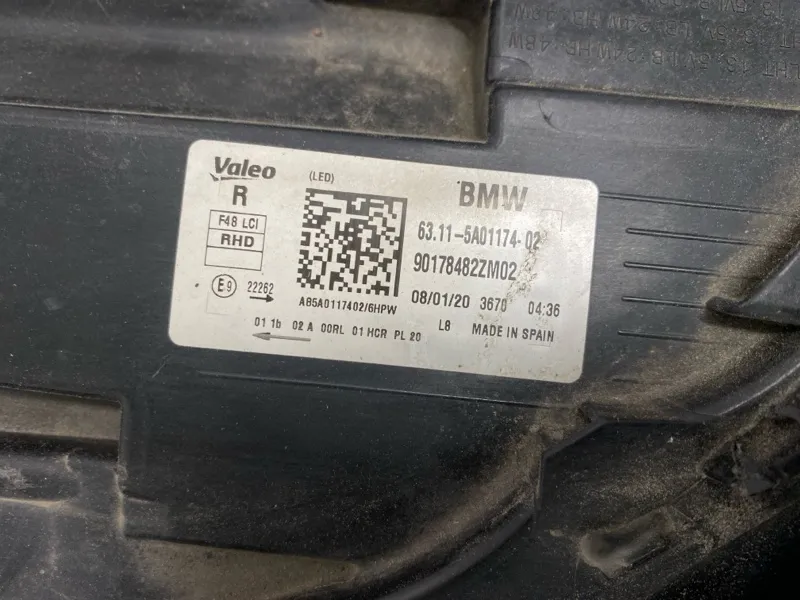 Valeo
(LED)
BMW
R
F48 LCI
RHD
63.11-5A01174-02
90178482ZM02
E9 22262
A85A0117402/6HPW
08/01/20 3670 04:36
01 1b 02 A 00RL 01 HCR PL 20
L8 MADE IN SPAIN